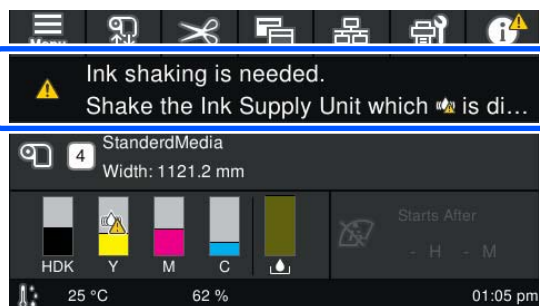 Menu
Ink shaking is needed.
Shake the Ink Supply Unit which is di...
4
StanderdMedia
Width: 1121.2 mm
HDK Y M C
Starts After
- H - M
25 °C 62 % 01:05 pm